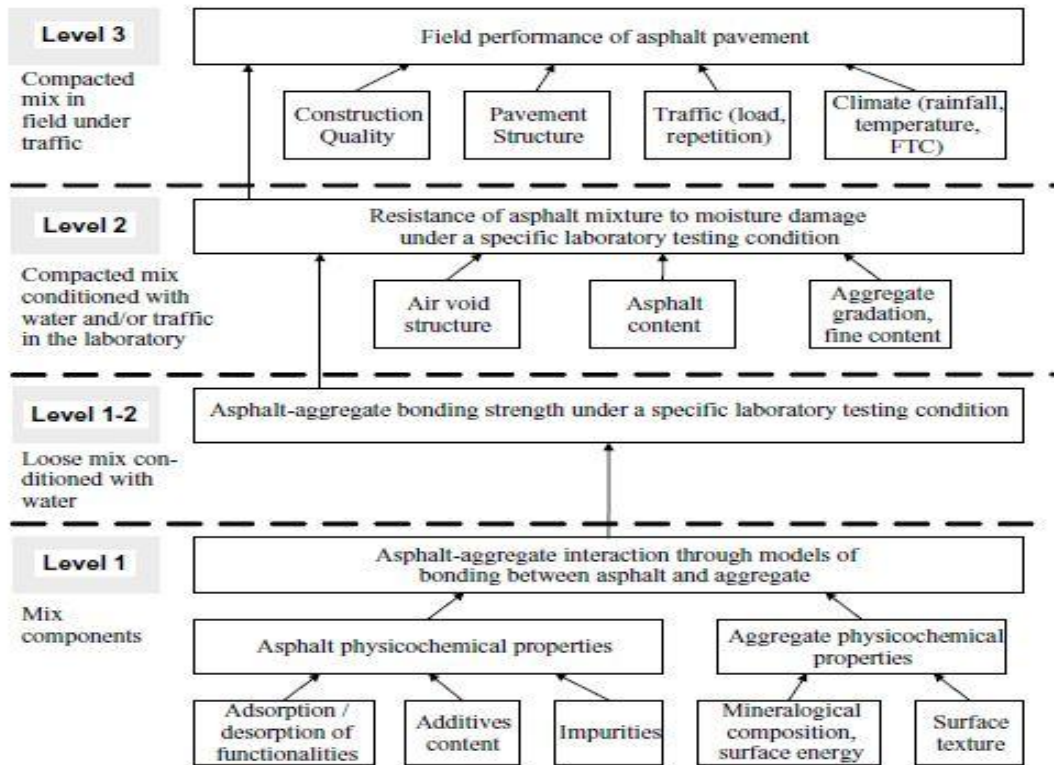 Level 3
Field performance of asphalt pavement
Compacted
mix in
field under
traffic
Construction
Quality
Pavement
Structure
Traffic (load,
repetition)
Climate (rainfall,
temperature,
FTC)
Level 2
Resistance of asphalt mixture to moisture damage
under a specific laboratory testing condition
Compacted mix
conditioned with
water and/or traffic
in the laboratory
Air void
structure
Asphalt
content
Aggregate
gradation,
fine content
Level 1-2
Asphalt-aggregate bonding strength under a specific laboratory testing condition
Loose mix con-
ditioned with
water
Level 1
Asphalt-aggregate interaction through models of
bonding between asphalt and aggregate
Mix
components
Asphalt physicochemical properties
Aggregate physicochemical
properties
Adsorption /
desorption of
functionalities
Additives
content
Impurities
Mineralogical
composition,
surface energy
Surface
texture